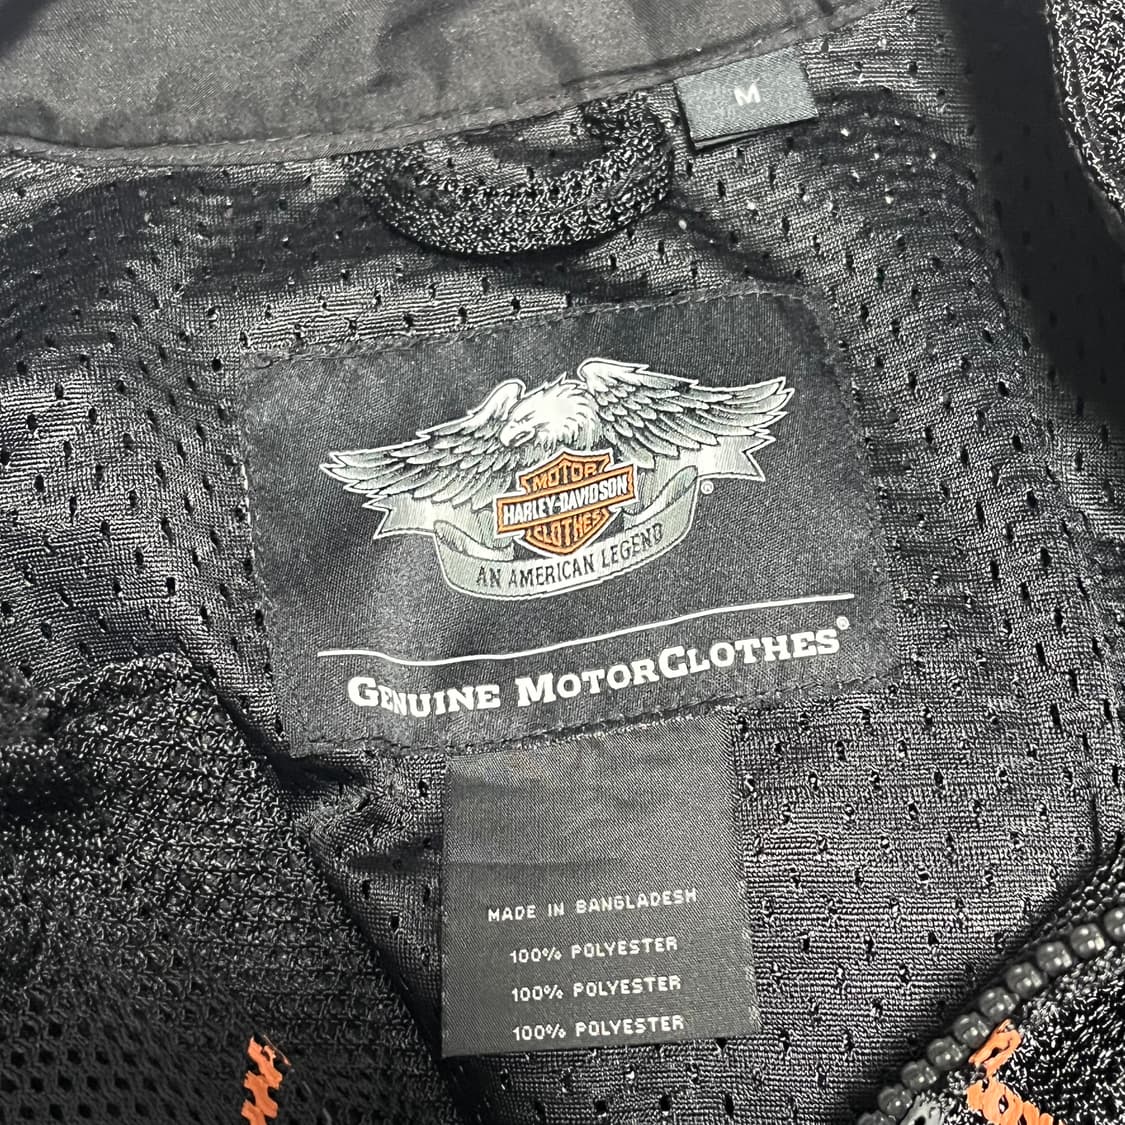 M
MOTOR
HARLEY-DAVIDSON
CLOTHES
®
AN AMERICAN LEGEND
GENUINE MOTORCLOTHES®
MADE IN BANGLADESH
100% POLYESTER
100% POLYESTER
100% POLYESTER